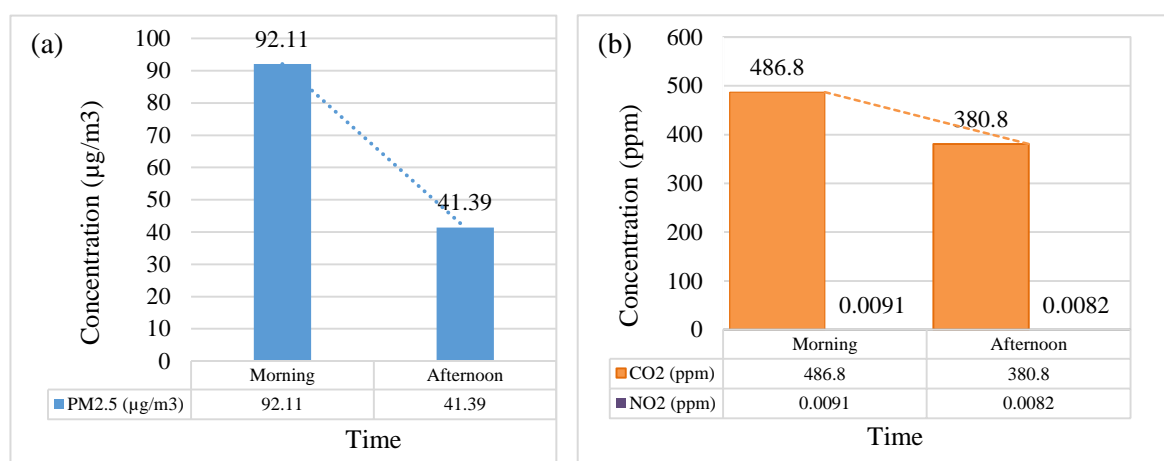 (a)
Concentration (µg/m3)
100
90
80
70
60
50
40
30
20
10
0
92.11
41.39
Morning Afternoon
PM2.5 (µg/m3) 92.11 41.39
Time
(b)
Concentration (ppm)
600
500
400
300
200
100
0
486.8
380.8
0.0091
0.0082
Morning Afternoon
CO2 (ppm) 486.8 380.8
NO2 (ppm) 0.0091 0.0082
Time